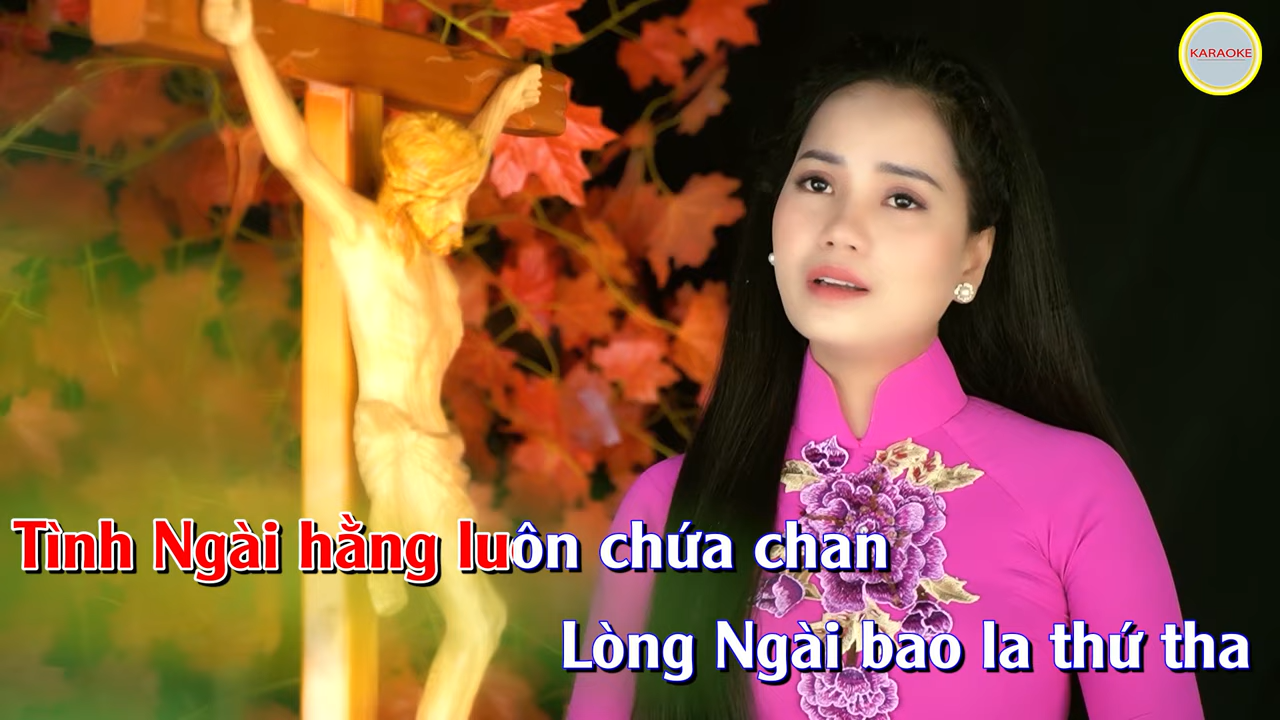 KARAOKE
Tình Ngài hằng luôn chứa chan
Lòng Ngài bao la thứ tha